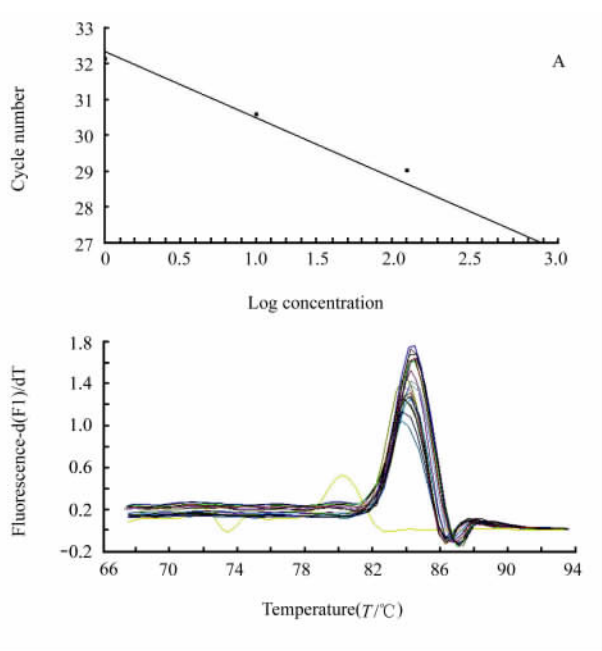 33
32
A
31
30
29
28
27
Cycle number
0 0.5 1.0 1.5 2.0 2.5 3.0
Log concentration
1.8
1.4
1.0
0.6
0.2
−0.2
Fluorescence-d(F1)/dT
66 70 74 78 82 86 90 94
Temperature(T/℃)